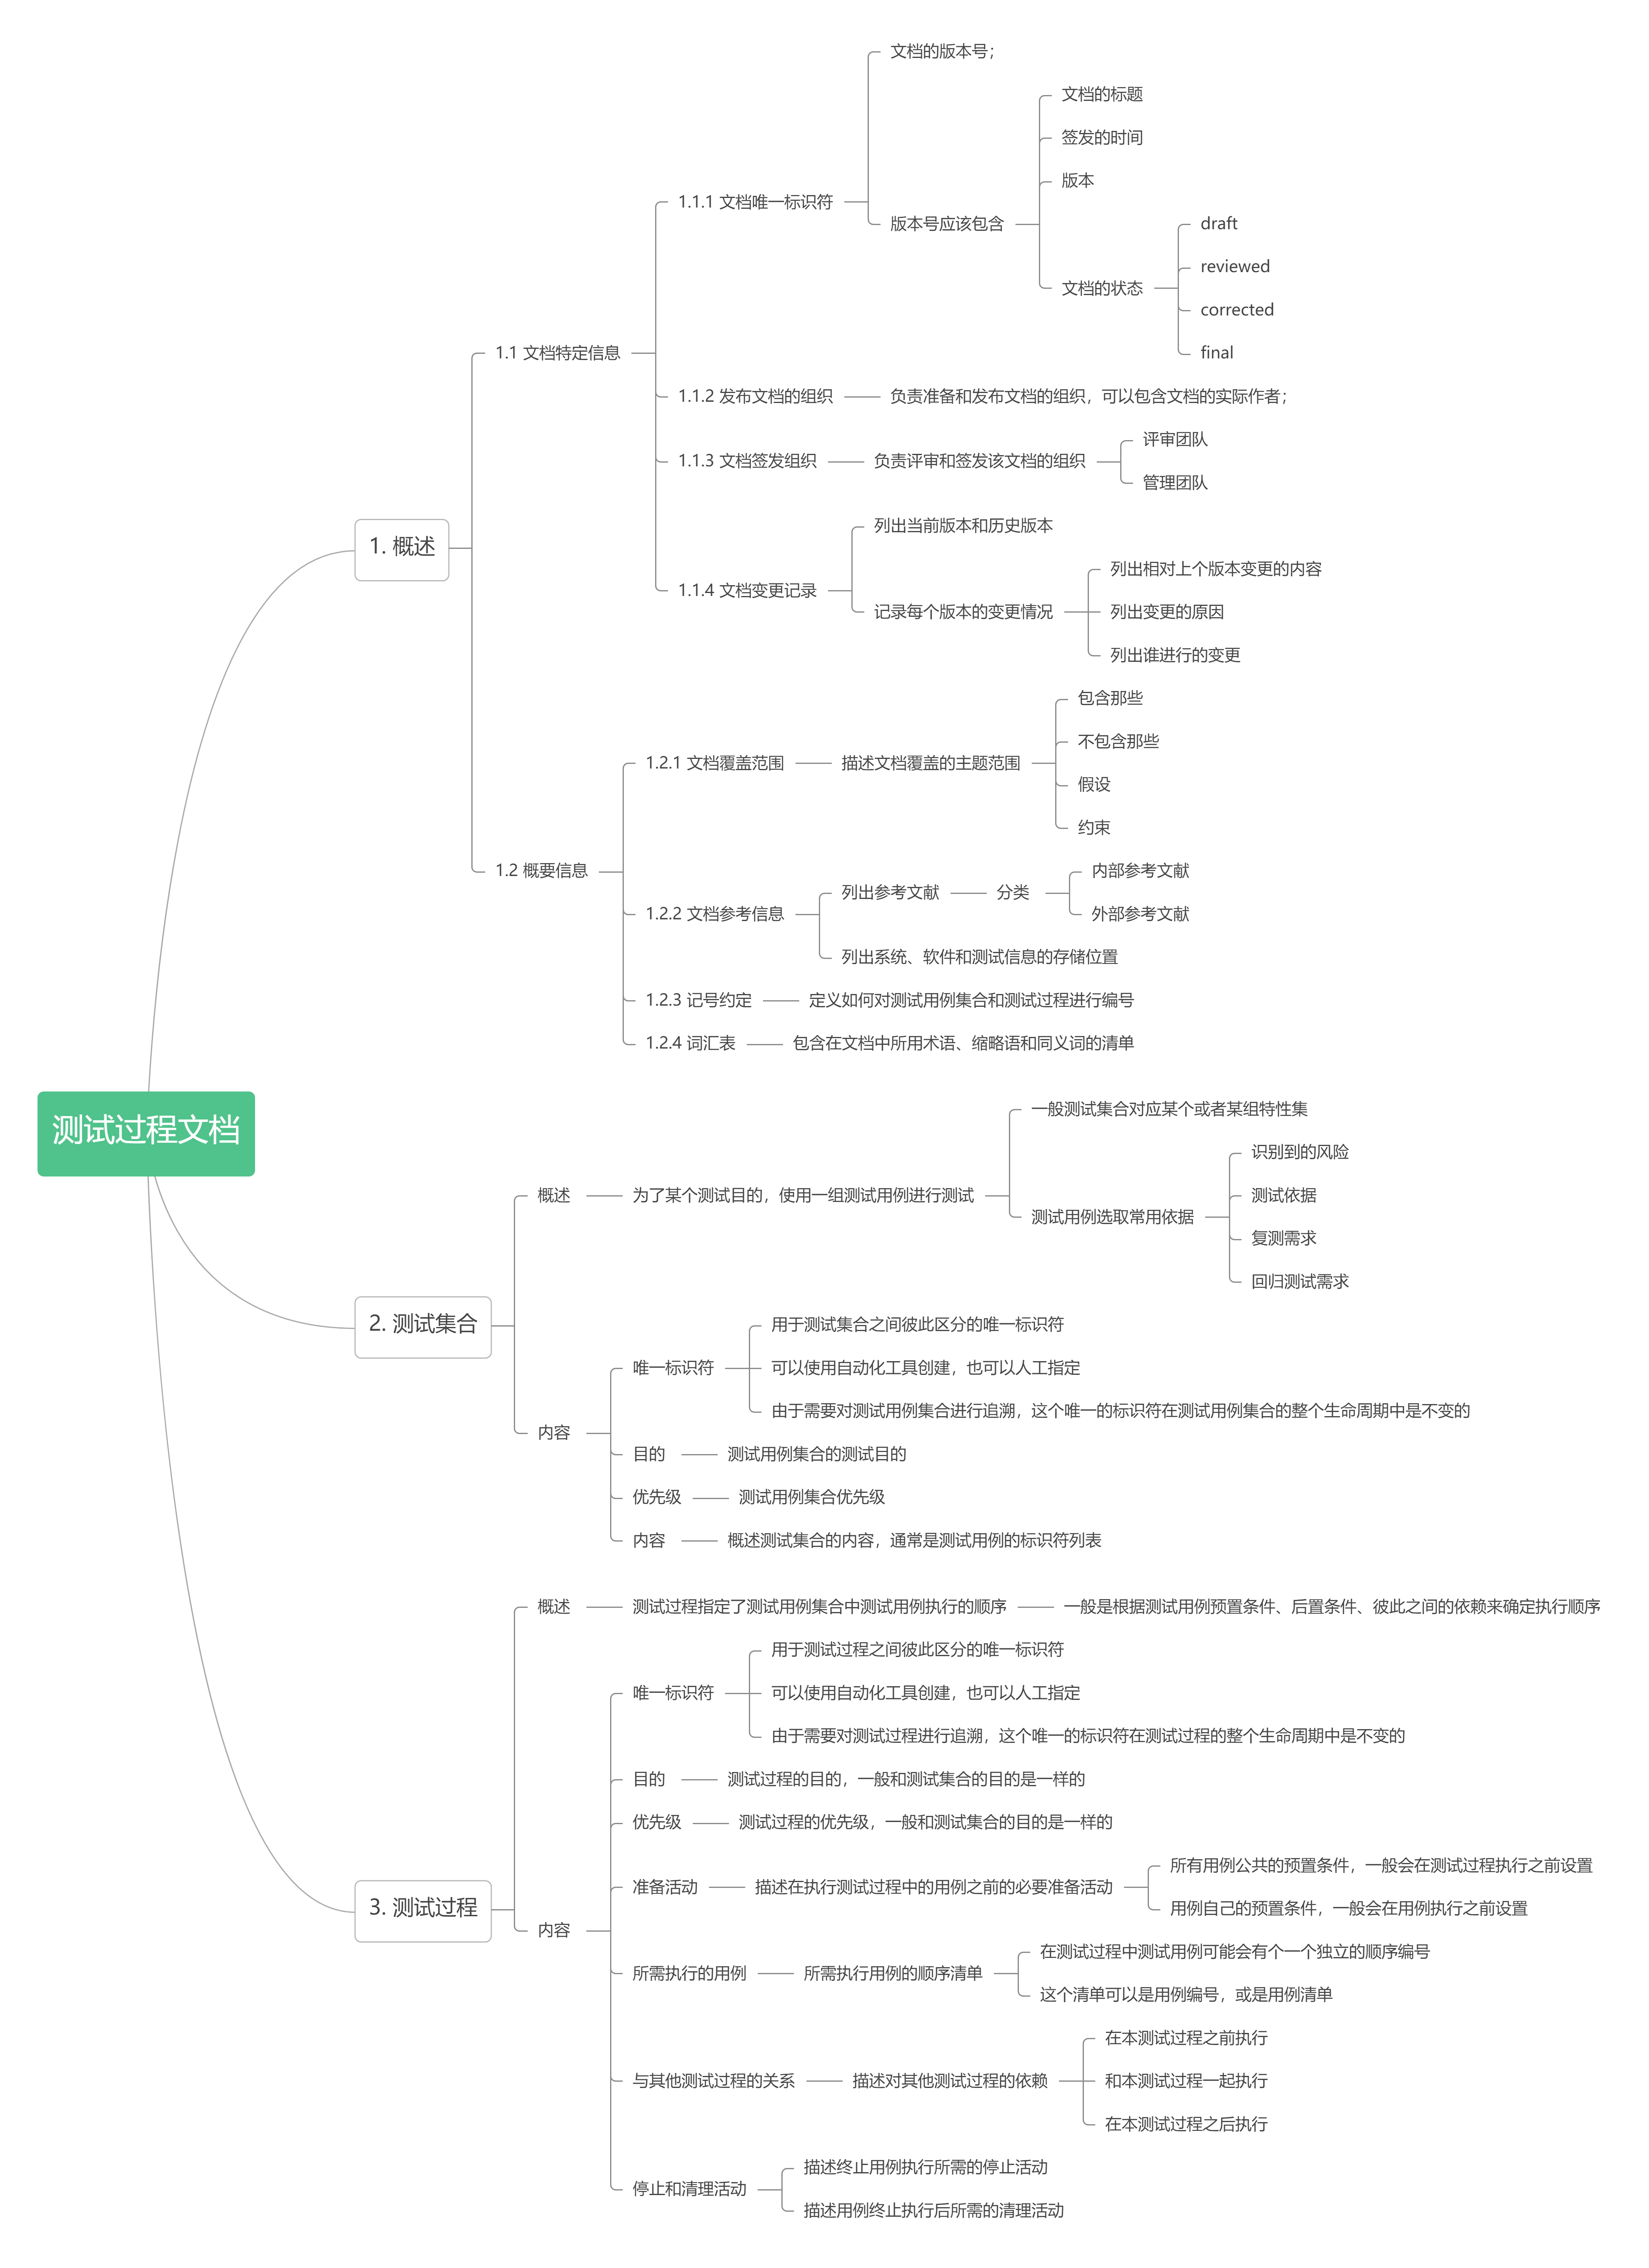 测试过程文档
1. 概述
1.1 文档特定信息
1.1.1 文档唯一标识符
文档的版本号；
版本号应该包含
文档的标题
签发的时间
版本
文档的状态
draft
reviewed
corrected
final
1.1.2 发布文档的组织
负责准备和发布文档的组织，可以包含文档的实际作者；
1.1.3 文档签发组织
负责评审和签发该文档的组织
评审团队
管理团队
1.1.4 文档变更记录
列出当前版本和历史版本
记录每个版本的变更情况
列出相对上个版本变更的内容
列出变更的原因
列出谁进行的变更
1.2 概要信息
1.2.1 文档覆盖范围
描述文档覆盖的主题范围
包含那些
不包含那些
假设
约束
1.2.2 文档参考信息
列出参考文献
分类
内部参考文献
外部参考文献
列出系统、软件和测试信息的存储位置
1.2.3 记号约定
定义如何对测试用例集合和测试过程进行编号
1.2.4 词汇表
包含在文档中所用术语、缩略语和同义词的清单
2. 测试集合
概述
为了某个测试目的，使用一组测试用例进行测试
一般测试集合对应某个或者某组特性集
测试用例选取常用依据
识别到的风险
测试依据
复测需求
回归测试需求
内容
唯一标识符
用于测试集合之间彼此区分的唯一标识符
可以使用自动化工具创建，也可以人工指定
由于需要对测试用例集合进行追溯，这个唯一的标识符在测试用例集合的整个生命周期中是不变的
目的
测试用例集合的测试目的
优先级
测试用例集合优先级
内容
概述测试集合的内容，通常是测试用例的标识符列表
3. 测试过程
概述
测试过程指定了测试用例集合中测试用例执行的顺序
一般是根据测试用例预置条件、后置条件、彼此之间的依赖来确定执行顺序
内容
唯一标识符
用于测试过程之间彼此区分的唯一标识符
可以使用自动化工具创建，也可以人工指定
由于需要对测试过程进行追溯，这个唯一的标识符在测试过程的整个生命周期中是不变的
目的
测试过程的目的，一般和测试集合的目的是一样的
优先级
测试过程的优先级，一般和测试集合的目的是一样的
准备活动
描述在执行测试过程中的用例之前的必要准备活动
所有用例公共的预置条件，一般会在测试过程执行之前设置
用例自己的预置条件，一般会在用例执行之前设置
所需执行的用例
所需执行用例的顺序清单
在测试过程中测试用例可能会有个一个独立的顺序编号
这个清单可以是用例编号，或是用例清单
与其他测试过程的关系
描述对其他测试过程的依赖
在本测试过程之前执行
和本测试过程一起执行
在本测试过程之后执行
停止和清理活动
描述终止用例执行所需的停止活动
描述用例终止执行后所需的清理活动